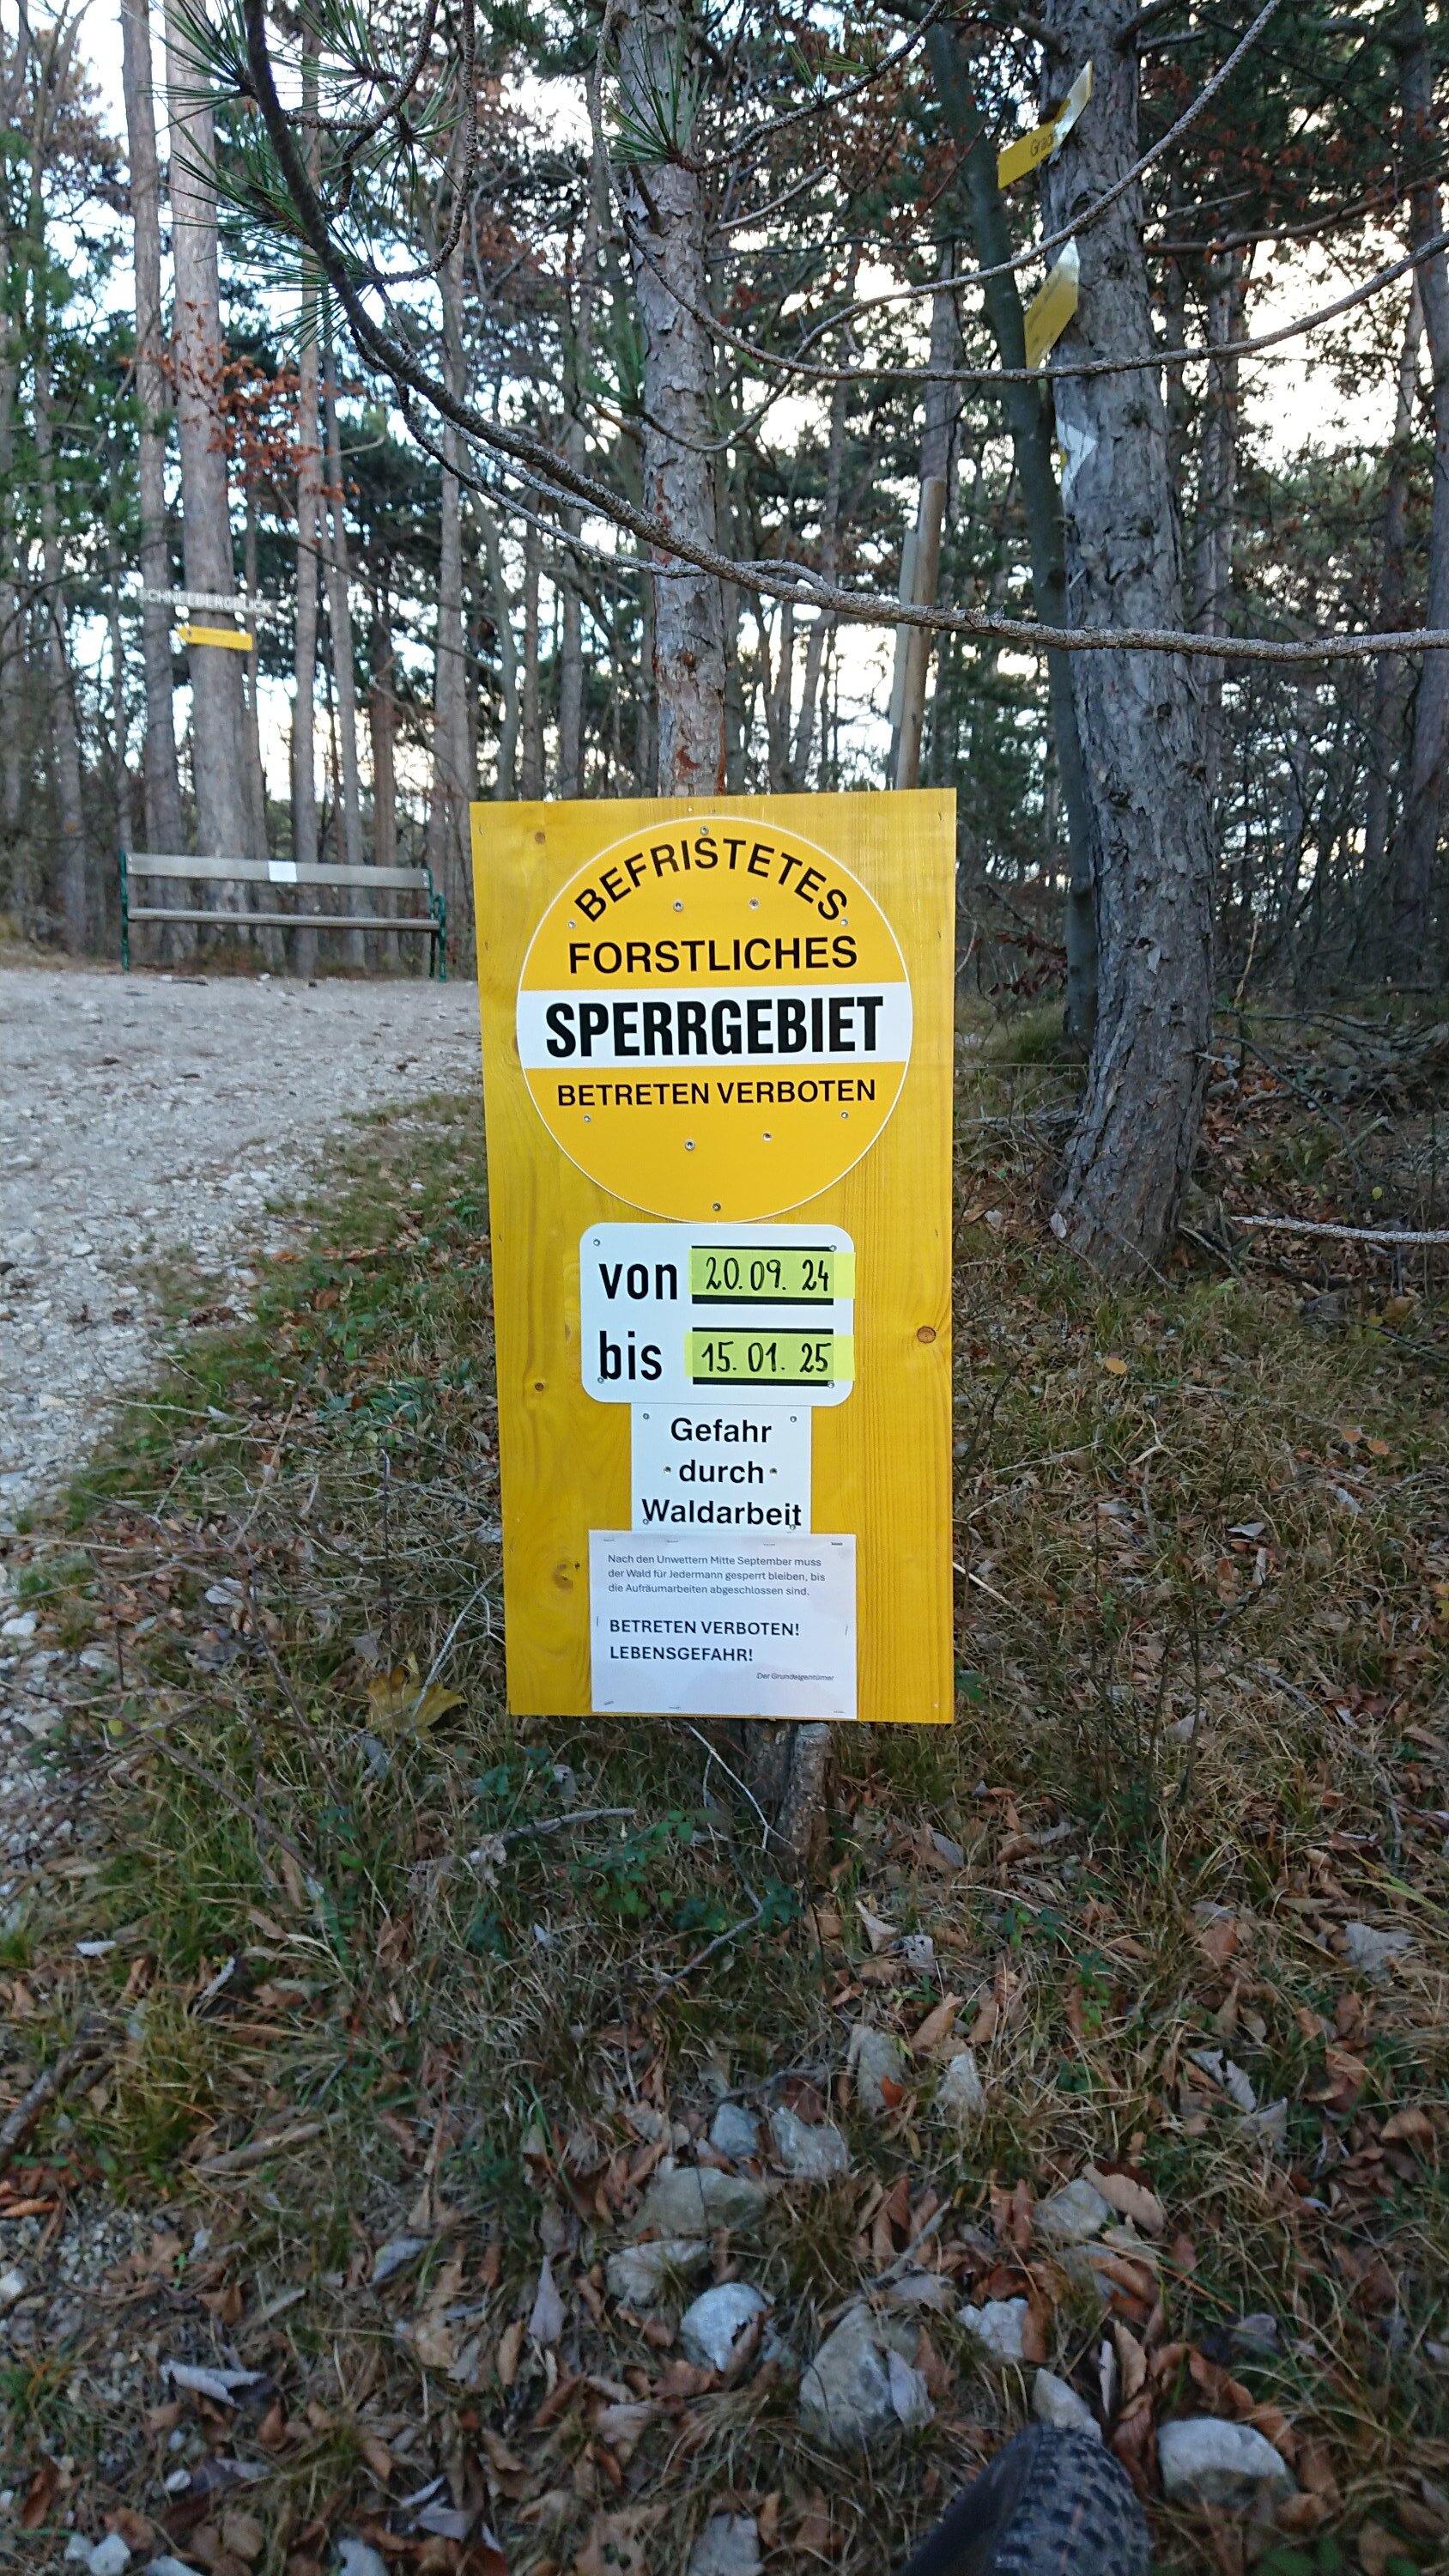 SCHNEEBERGBLICK
BEFRISTETES
FORSTLICHES
SPERRGEBIET
BETRETEN VERBOTEN
von 20.09.24
bis 15.01.25
Gefahr
durch
Waldarbeit
Nach den Unwettern Mitte September muss
der Wald für Jedermann gesperrt bleiben, bis
die Aufräumarbeiten abgeschlossen sind.
BETRETEN VERBOTEN!
LEBENSGEFAHR!
Der Grundeigentümer